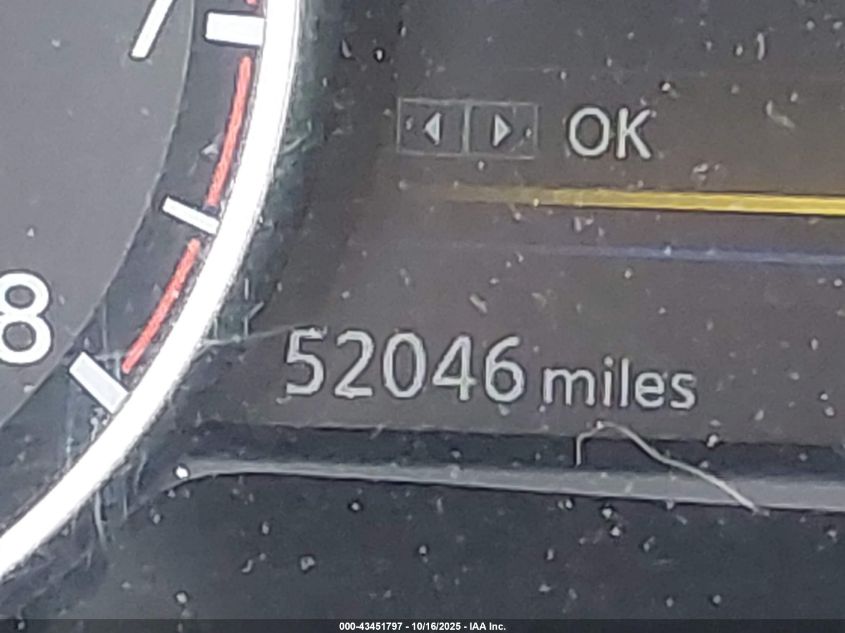 OK
8
52046 miles
000-43451797 - 10/16/2025 - IAA Inc.